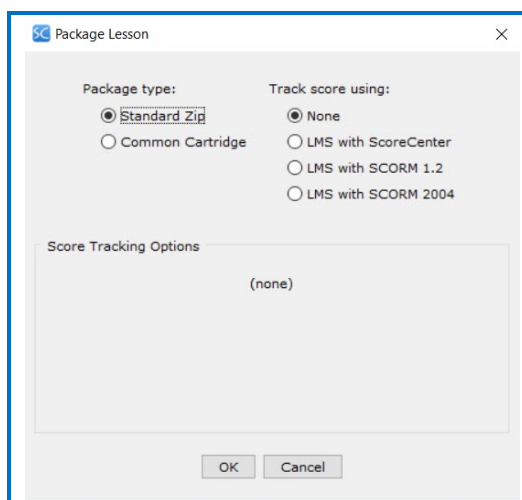 SC Package Lesson
Package type:
Standard Zip
Common Cartridge
Track score using:
None
LMS with ScoreCenter
LMS with SCORM 1.2
LMS with SCORM 2004
Score Tracking Options
(none)
OK Cancel